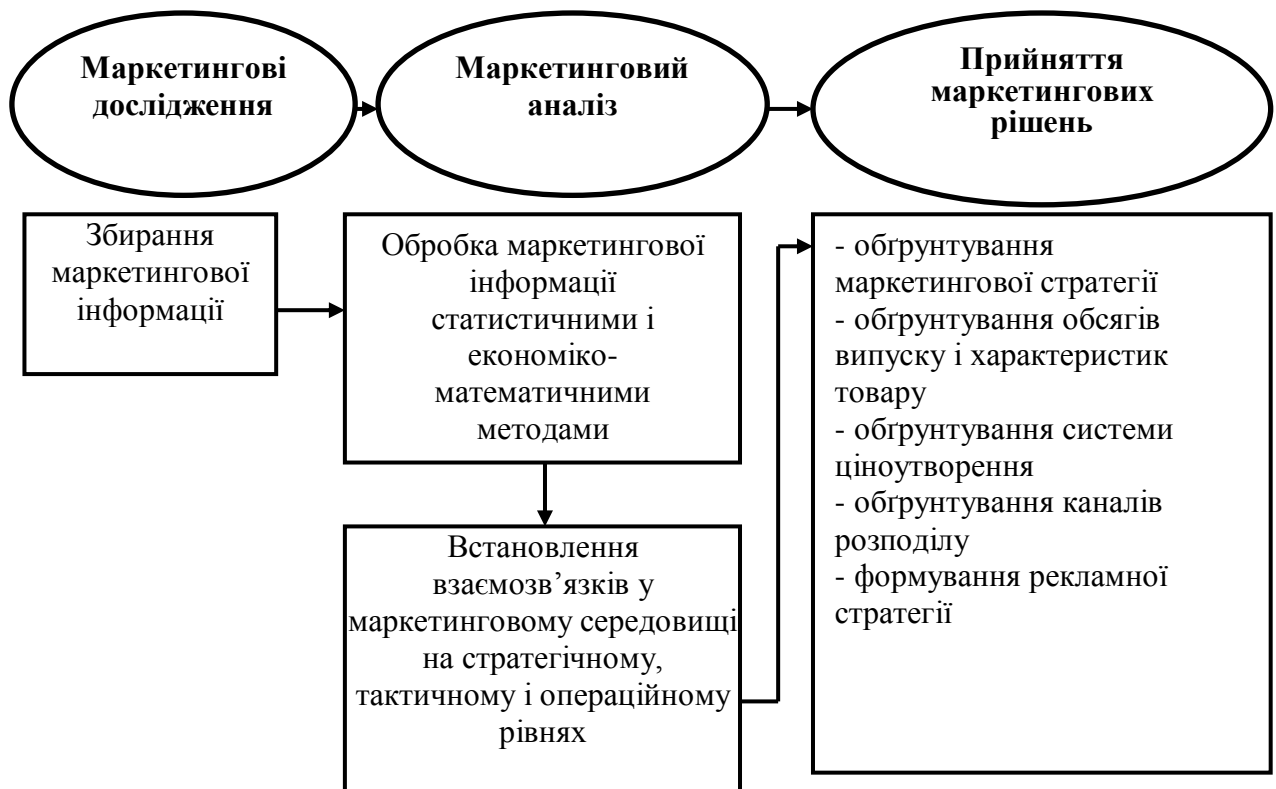 Маркетингові
дослідження
Маркетинговий
аналіз
Прийняття
маркетингових
рішень
Збирання
маркетингової
інформації
Обробка маркетингової
інформації
статистичними і
економіко-
математичними
методами
Встановлення
взаємозв’язків у
маркетинговому середовищі
на стратегічному,
тактичному і операційному
рівнях
- обґрунтування
маркетингової стратегії
- обґрунтування обсягів
випуску і характеристик
товару
- обґрунтування системи
ціноутворення
- обґрунтування каналів
розподілу
- формування рекламної
стратегії